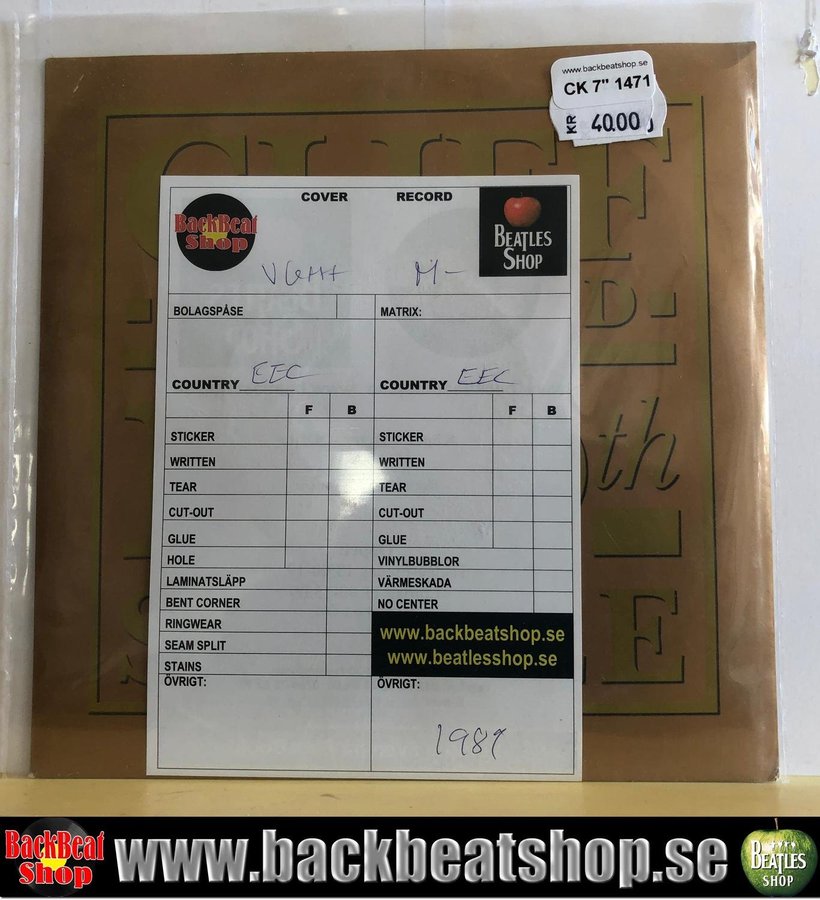 www.backbeatshop.se
CK 7" 1471
KR 40.00
CLIFF
D.
th
E
COVER RECORD
BackBeat
Shop
BEATLES
SHOP
VG+++ M-
BOLAGSPÅSE MATRIX:
COUNTRY EEC COUNTRY EEC
F B F B
STICKER STICKER
WRITTEN WRITTEN
TEAR TEAR
CUT-OUT CUT-OUT
GLUE GLUE
HOLE VINYLBUBBLOR
LAMINATSLÄPP VÄRMESKADA
BENT CORNER NO CENTER
RINGWEAR
www.backbeatshop.se
SEAM SPLIT
www.beatlesshop.se
STAINS
ÖVRIGT: ÖVRIGT:
1989
BackBeat
Shop
www.backbeatshop.se
BEATLES
SHOP